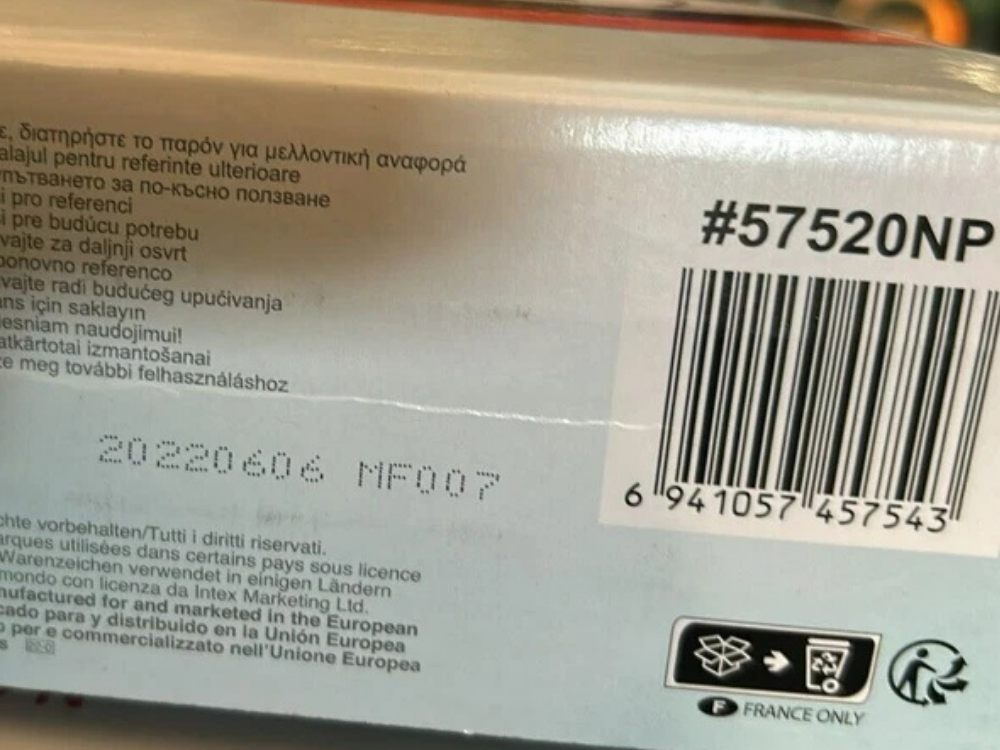 ε, διατηρήστε το παρόν για μελλοντική αναφορά
alajul pentru referinte ulterioare
пътването за по-късно ползване
i pro referenci
i pre budúcu potrebu
vajte za daljnji osvrt
ponovno referenco
vajte radi budućeg upućivanja
ans için saklayın
iesniam naudojimui!
atkārtotai izmantošanai
te meg további felhasználáshoz
#57520NP
6 941057 457543
20220606 MF007
chte vorbehalten/Tutti i diritti riservati.
arques utilisées dans certains pays sous licence
Warenzeichen verwendet in einigen Ländern
mondo con licenza da Intex Marketing Ltd.
nufactured for and marketed in the European
cado para y distribuido en la Unión Europea
o per e commercializzato nell'Unione Europea
s
F FRANCE ONLY